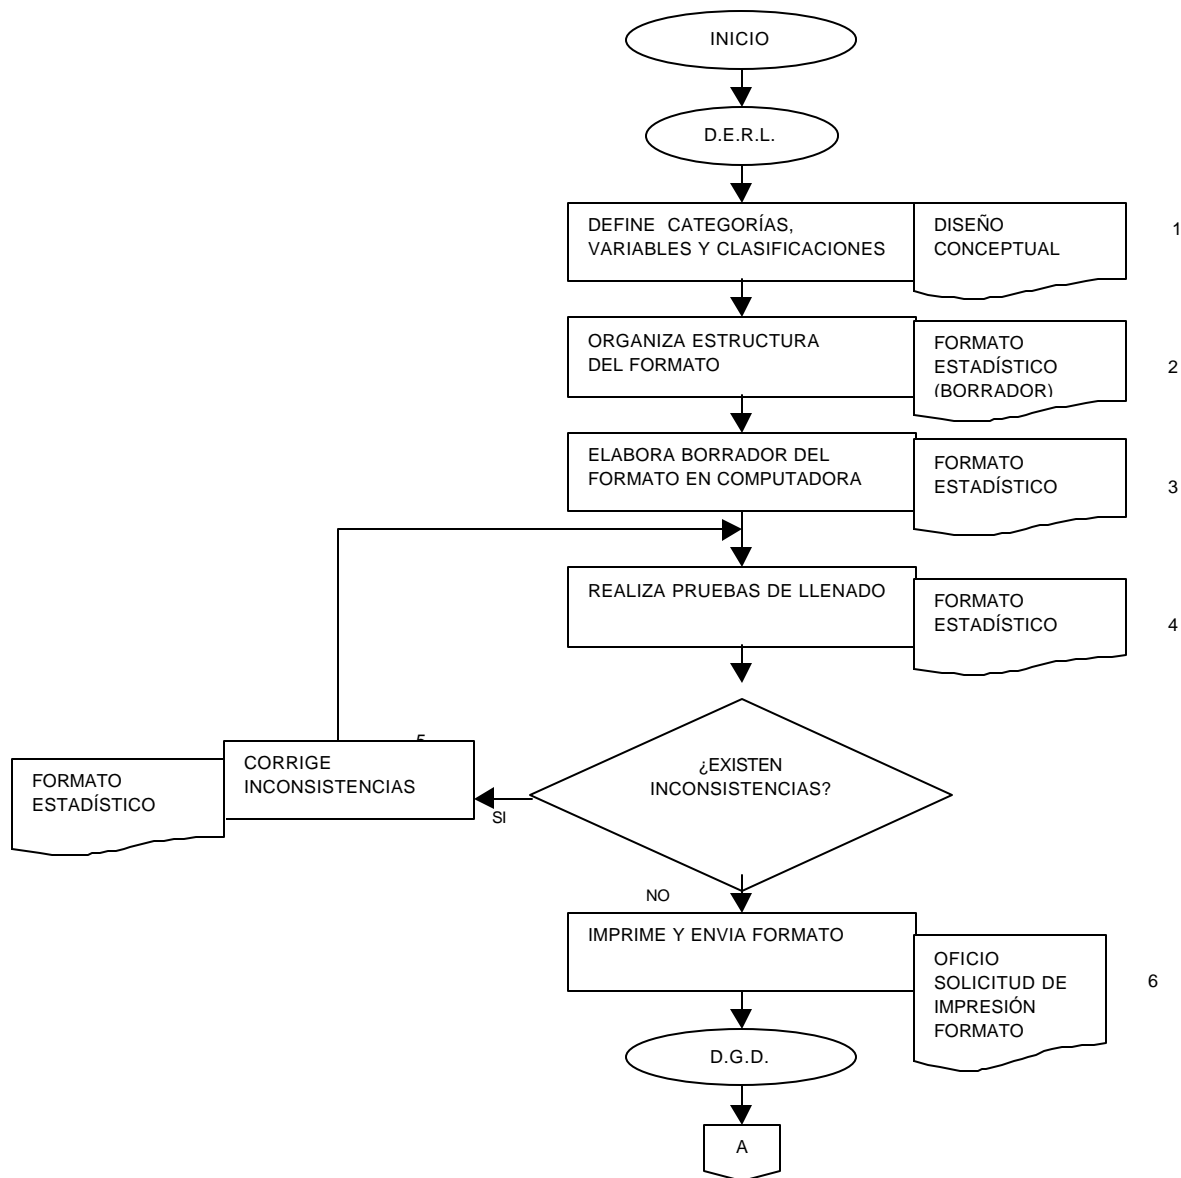 INICIO
D.E.R.L.
DEFINE CATEGORÍAS,
VARIABLES Y CLASIFICACIONES
DISEÑO
CONCEPTUAL
1
ORGANIZA ESTRUCTURA
DEL FORMATO
FORMATO
ESTADÍSTICO
(BORRADOR)
2
ELABORA BORRADOR DEL
FORMATO EN COMPUTADORA
FORMATO
ESTADÍSTICO
3
REALIZA PRUEBAS DE LLENADO
FORMATO
ESTADÍSTICO
4
¿EXISTEN
INCONSISTENCIAS?
SI
5
CORRIGE
INCONSISTENCIAS
FORMATO
ESTADÍSTICO
NO
IMPRIME Y ENVIA FORMATO
OFICIO
SOLICITUD DE
IMPRESIÓN
FORMATO
6
D.G.D.
A